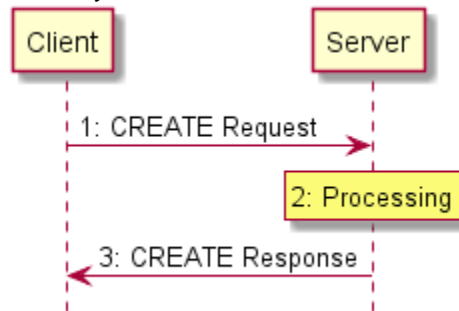 Client
Server
1: CREATE Request
2: Processing
3: CREATE Response